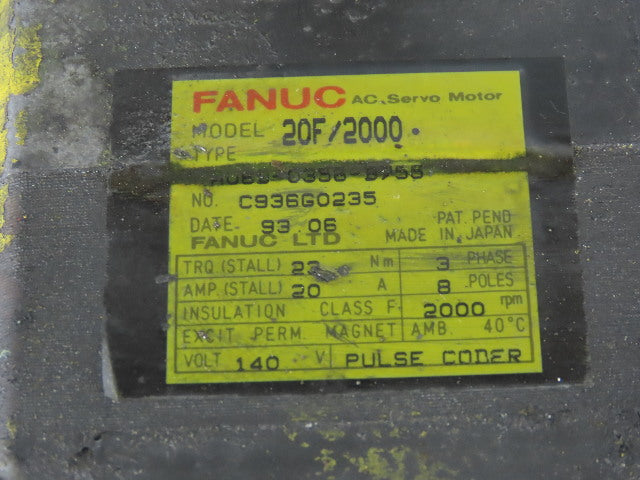 FANUC AC Servo Motor
MODEL 20F/2000
TYPE
NO. C936G0235
DATE 93.06 PAT. PEND
FANUC LTD MADE IN JAPAN
TRQ (STALL) Nm 3 PHASE
AMP. (STALL) 20 A 8 POLES
INSULATION CLASS F 2000 rpm
EXCIT. PERM. MAGNET AMB. 40°C
VOLT 140 V PULSE CODER